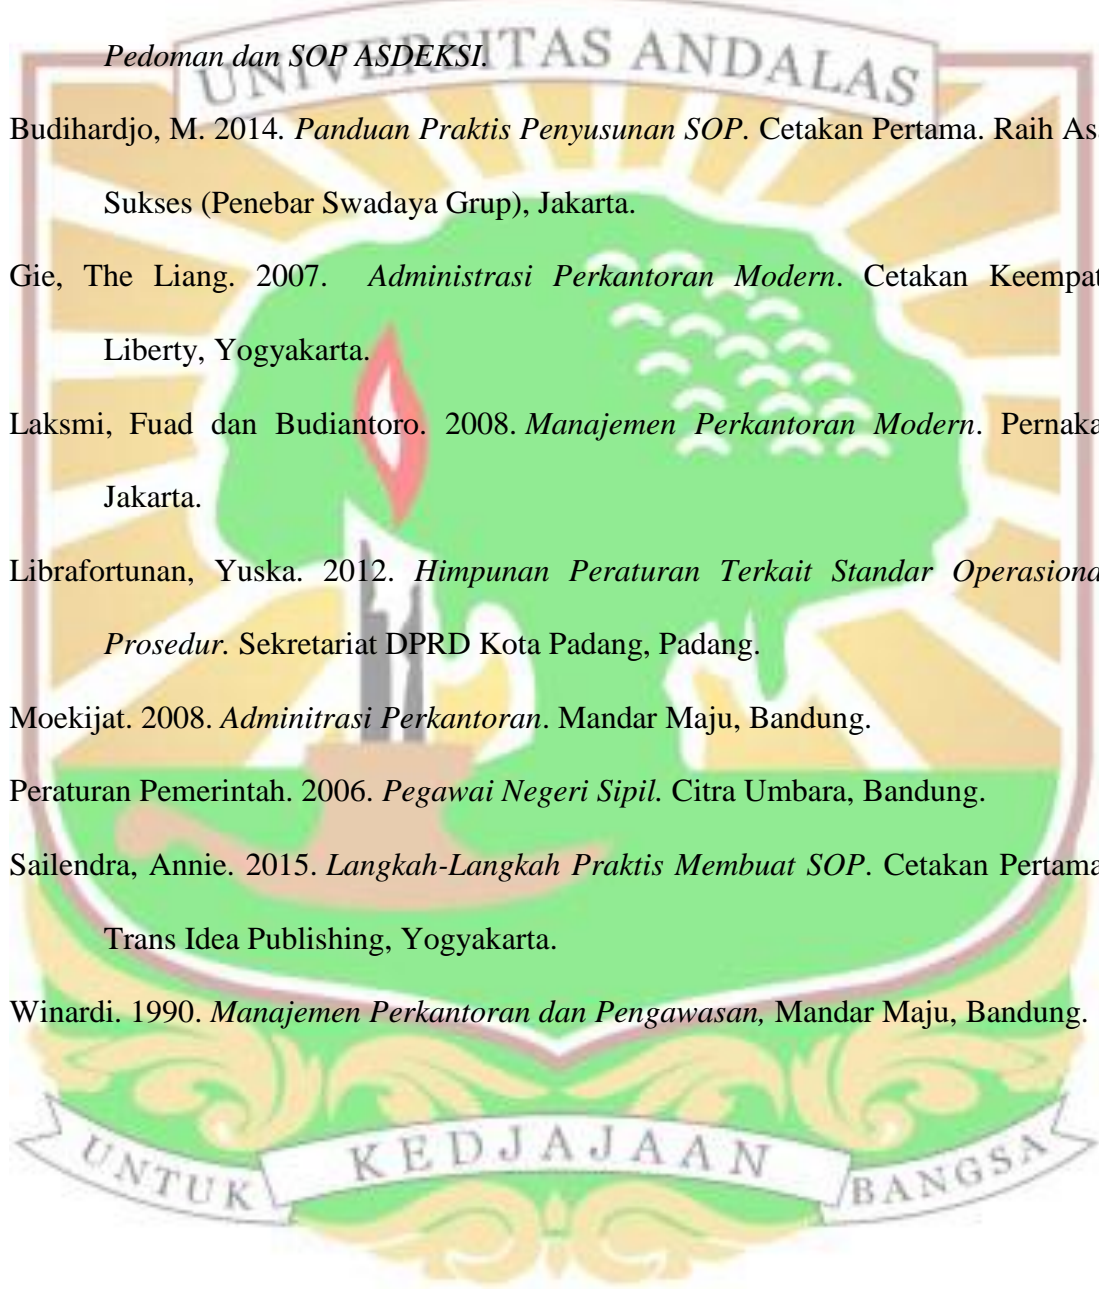 Pedoman dan SOP ASDEKSI.
UNIVERSITAS ANDALAS
Budihardjo, M. 2014. Panduan Praktis Penyusunan SOP. Cetakan Pertama. Raih As
Sukses (Penebar Swadaya Grup), Jakarta.
Gie, The Liang. 2007. Administrasi Perkantoran Modern. Cetakan Keempat
Liberty, Yogyakarta.
Laksmi, Fuad dan Budiantoro. 2008. Manajemen Perkantoran Modern. Pernaka
Jakarta.
Librafortunan, Yuska. 2012. Himpunan Peraturan Terkait Standar Operasiona
Prosedur. Sekretariat DPRD Kota Padang, Padang.
Moekijat. 2008. Adminitrasi Perkantoran. Mandar Maju, Bandung.
Peraturan Pemerintah. 2006. Pegawai Negeri Sipil. Citra Umbara, Bandung.
Sailendra, Annie. 2015. Langkah-Langkah Praktis Membuat SOP. Cetakan Pertama
Trans Idea Publishing, Yogyakarta.
Winardi. 1990. Manajemen Perkantoran dan Pengawasan, Mandar Maju, Bandung.
UNTUK KEDJAJAAN BANGSA